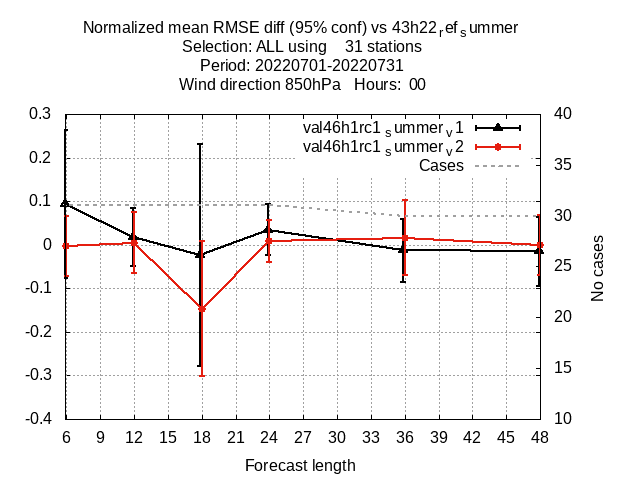 Normalized mean RMSE diff (95% conf) vs 43h22refsummer
Selection: ALL using 31 stations
Period: 20220701-20220731
Wind direction 850hPa Hours: 00
val46h1rc1summerv1
val46h1rc1summerv2
Cases
0.3
0.2
0.1
0
-0.1
-0.2
-0.3
-0.4
40
35
30
25
20
15
10
No cases
6 9 12 15 18 21 24 27 30 33 36 39 42 45 48
Forecast length